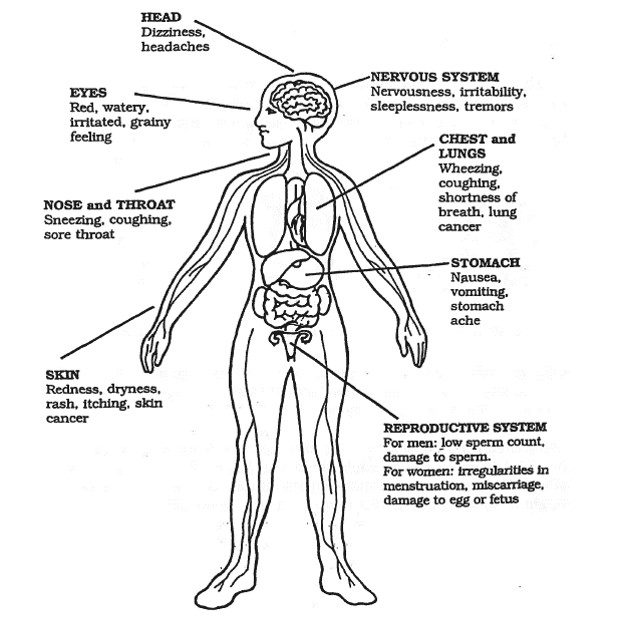 HEAD
Dizziness,
headaches
NERVOUS SYSTEM
Nervousness, irritability,
sleeplessness, tremors
EYES
Red, watery,
irritated, grainy
feeling
CHEST and
LUNGS
Wheezing,
coughing,
shortness of
breath, lung
cancer
NOSE and THROAT
Sneezing, coughing,
sore throat
STOMACH
Nausea,
vomiting,
stomach
ache
SKIN
Redness, dryness,
rash, itching, skin
cancer
REPRODUCTIVE SYSTEM
For men: low sperm count,
damage to sperm.
For women: irregularities in
menstruation, miscarriage,
damage to egg or fetus